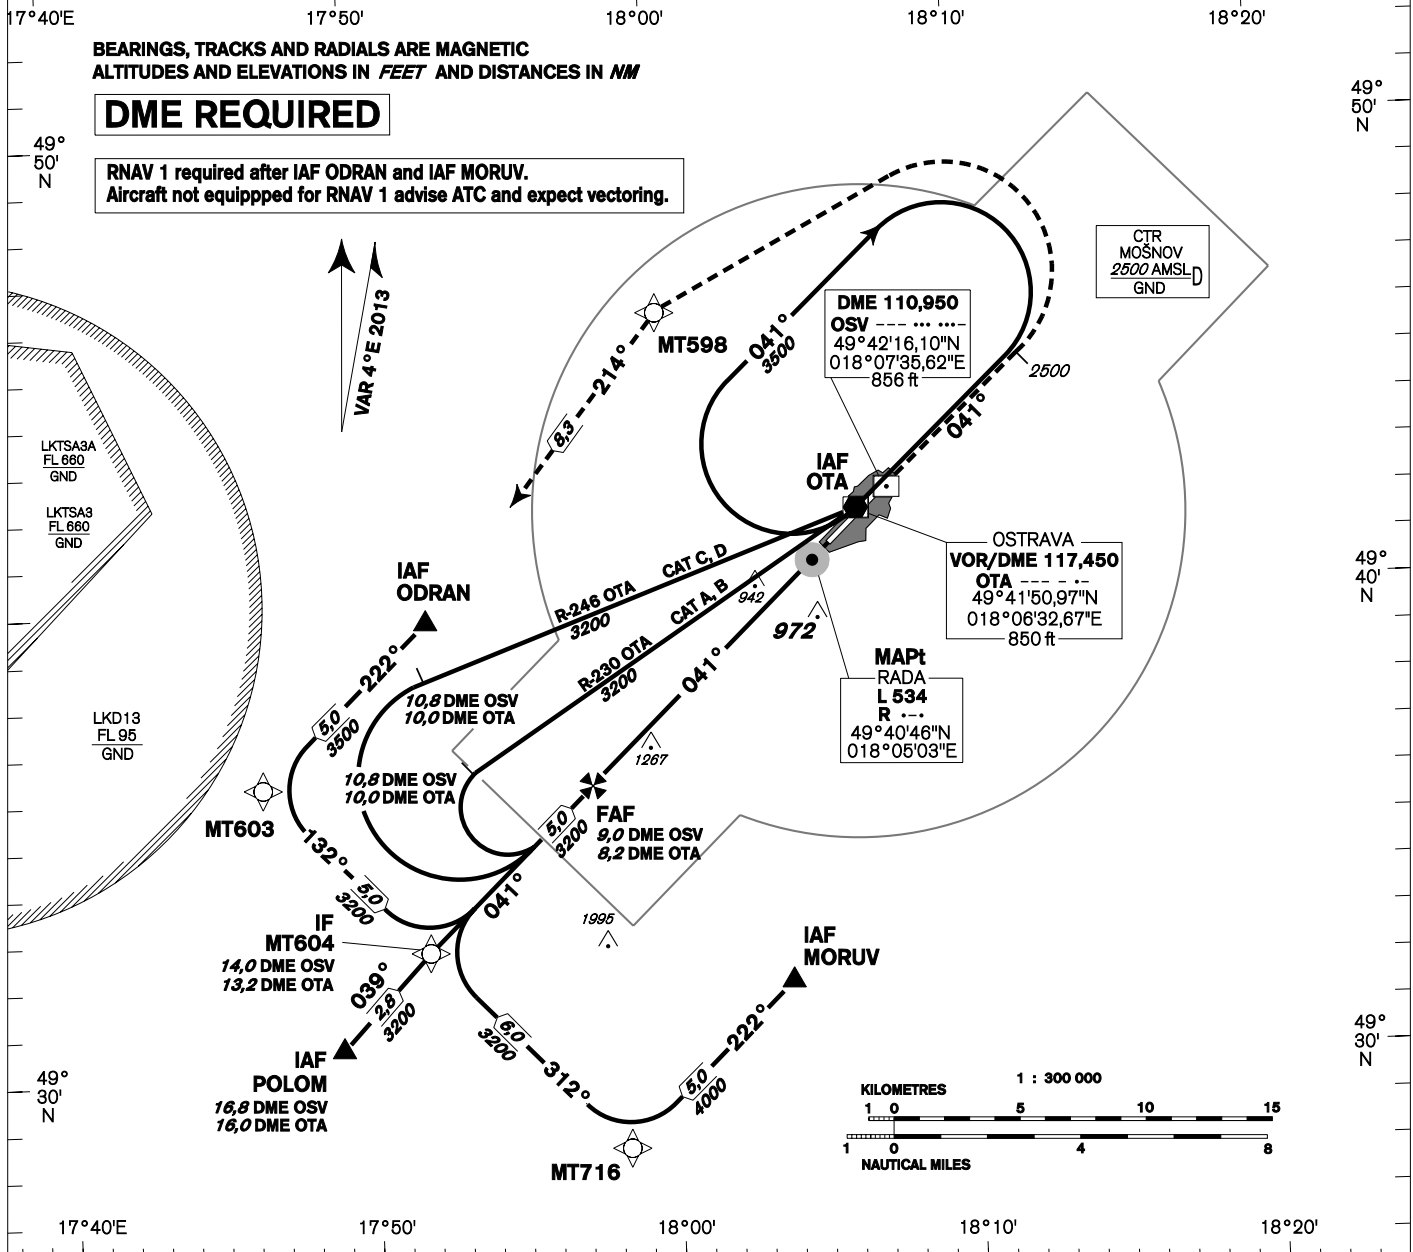 17°40'E 17°50' 18°00' 18°10' 18°20'
BEARINGS, TRACKS AND RADIALS ARE MAGNETIC
ALTITUDES AND ELEVATIONS IN FEET AND DISTANCES IN NM
DME REQUIRED
49°
50'
N
49°
50'
N
RNAV 1 required after IAF ODRAN and IAF MORUV.
Aircraft not equippped for RNAV 1 advise ATC and expect vectoring.
VAR 4°E 2013
CTR
MOŠNOV
2500 AMSL
GND
D
MT598
214°
8,3
041°
3500
DME 110,950
OSV --- ··· ···-
49°42'16,10"N
018°07'35,62"E
856 ft
2500
041°
LKTSA3A
FL 660
GND
LKTSA3
FL 660
GND
IAF
OTA
OSTRAVA
VOR/DME 117,450
OTA --- - ·-
49°41'50,97"N
018°06'32,67"E
850 ft
49°
40'
N
IAF
ODRAN
R-246 OTA
3200
CAT C, D
CAT A, B
R-230 OTA
3200
942
972
041°
MAPt
RADA
L 534
R ·-·
49°40'46"N
018°05'03"E
222°
5,0
3500
10,8 DME OSV
10,0 DME OTA
LKD13
FL 95
GND
1267
10,8 DME OSV
10,0 DME OTA
MT603
FAF
9,0 DME OSV
8,2 DME OTA
5,0
3200
132°
5,0
3200
041°
IF
MT604
14,0 DME OSV
13,2 DME OTA
1995
IAF
MORUV
039°
2,8
3200
6,0
3200
312°
222°
5,0
4000
IAF
POLOM
16,8 DME OSV
16,0 DME OTA
49°
30'
N
49°
30'
N
MT716
1 : 300 000
KILOMETRES
1 0 5 10 15
1 0 4 8
NAUTICAL MILES
17°40'E 17°50' 18°00' 18°10' 18°20'